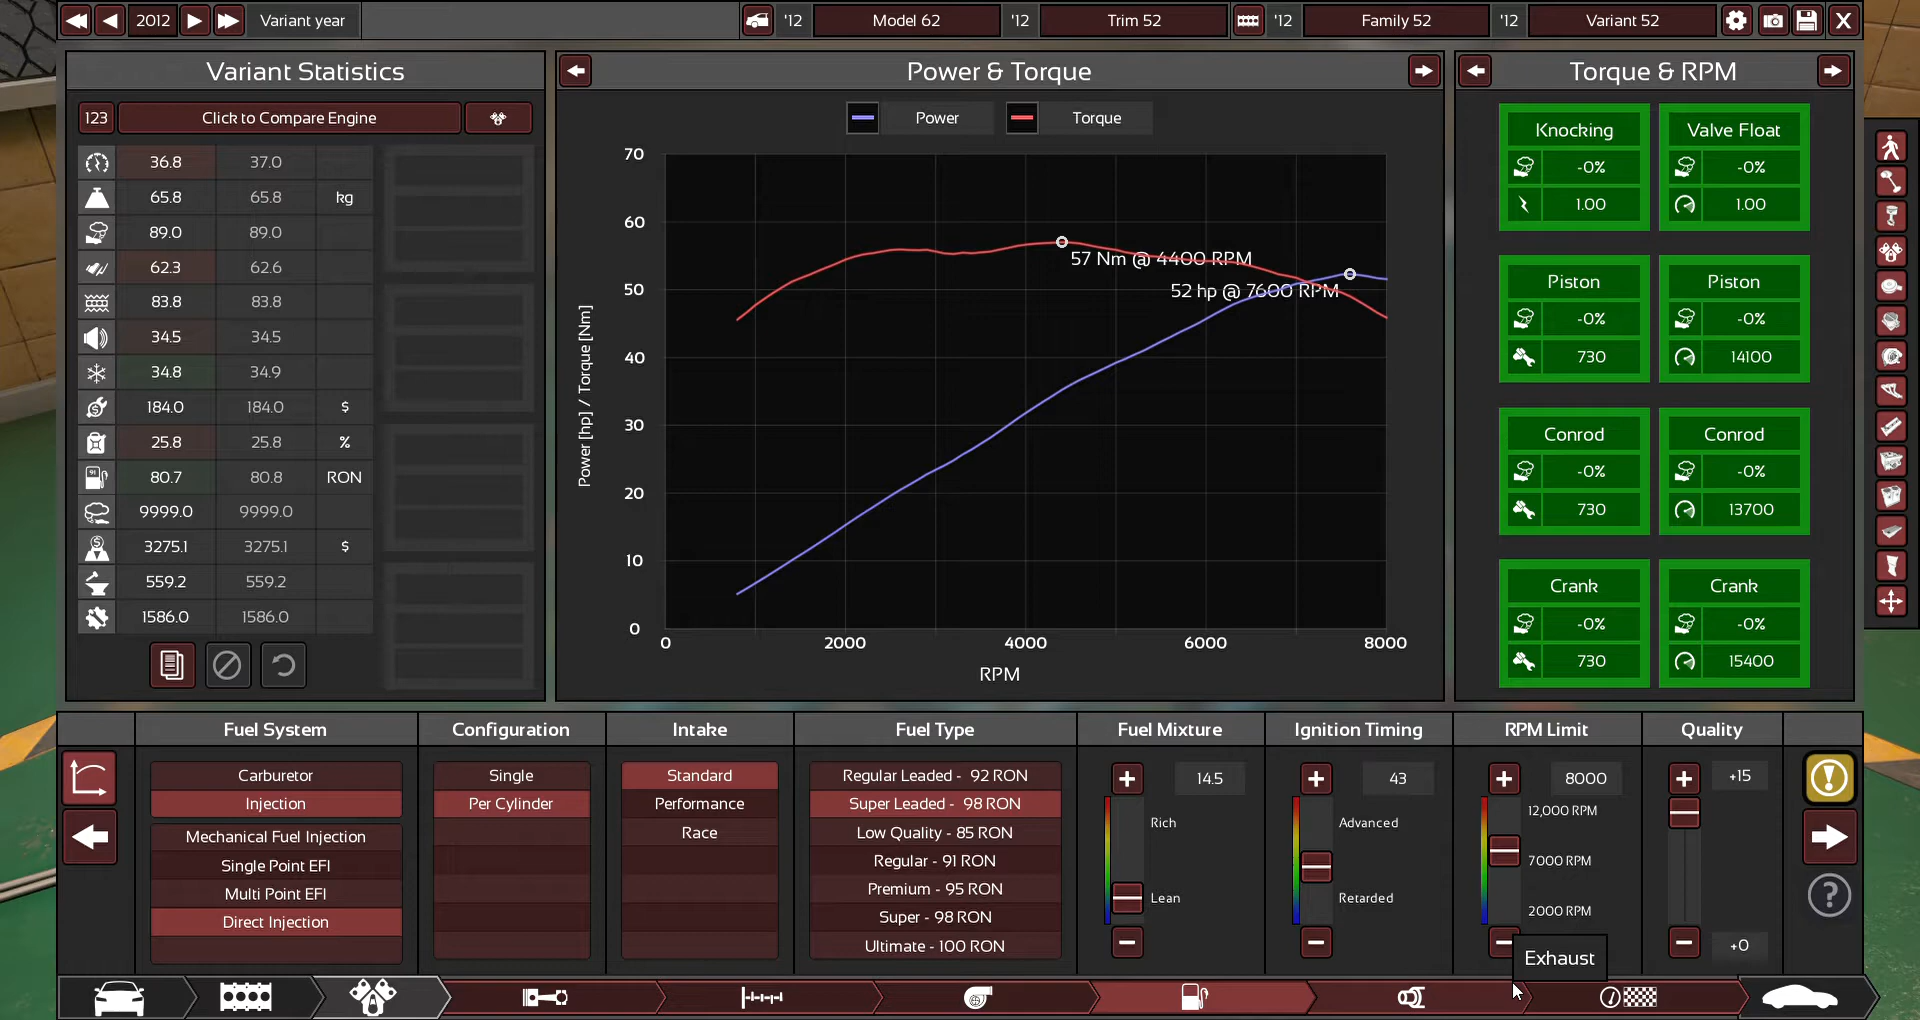 2012 Variant year '12 Model 62 '12 Trim 52 '12 Family 52 '12 Variant 52 X
Variant Statistics
123 Click to Compare Engine
36.8 37.0
65.8 65.8 kg
89.0 89.0
62.3 62.6
83.8 83.8
34.5 34.5
34.8 34.9
184.0 184.0 $
25.8 25.8 %
80.7 80.8 RON
9999.0 9999.0
3275.1 3275.1 $
559.2 559.2
1586.0 1586.0
Power & Torque
Power Torque
70
60
50
40
30
20
10
0
Power [hp] / Torque [Nm]
57 Nm @ 4400 RPM
52 hp @ 7600 RPM
0 2000 4000 6000 8000
RPM
Torque & RPM
Knocking Valve Float
-0% -0%
1.00 1.00
Piston Piston
-0% -0%
730 14100
Conrod Conrod
-0% -0%
730 13700
Crank Crank
-0% -0%
730 15400
Fuel System
Carburetor
Injection
Mechanical Fuel Injection
Single Point EFI
Multi Point EFI
Direct Injection
Configuration
Single
Per Cylinder
Intake
Standard
Performance
Race
Fuel Type
Regular Leaded - 92 RON
Super Leaded - 98 RON
Low Quality - 85 RON
Regular - 91 RON
Premium - 95 RON
Super - 98 RON
Ultimate - 100 RON
Fuel Mixture
14.5
Rich
Lean
Ignition Timing
43
Advanced
Retarded
RPM Limit
8000
12,000 RPM
7000 RPM
2000 RPM
Quality
+15
+0
Exhaust